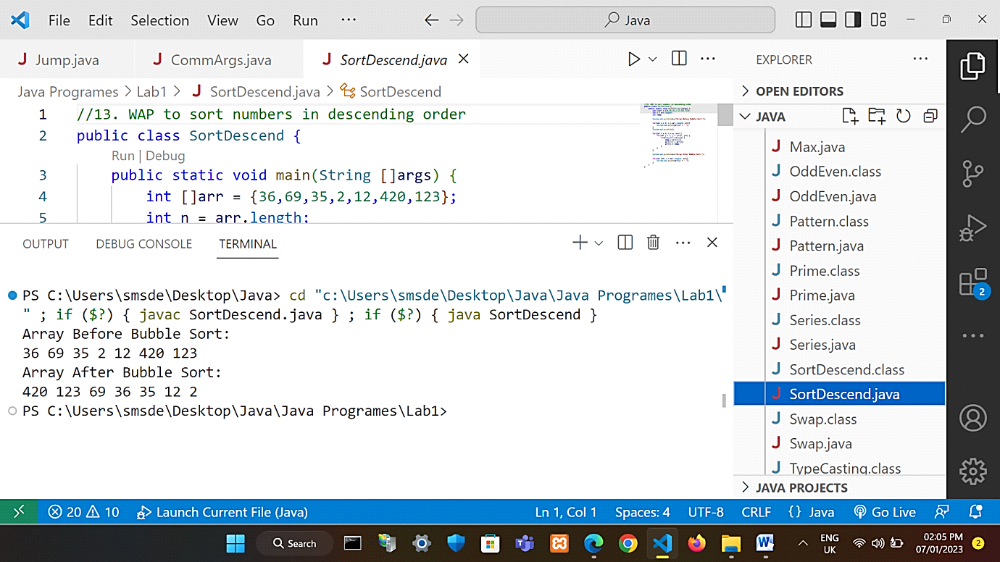 File Edit Selection View Go Run ··· Java
Jump.java CommArgs.java SortDescend.java
Java Programes > Lab1 > SortDescend.java > SortDescend
1 //13. WAP to sort numbers in descending order
2 public class SortDescend {
Run | Debug
3 public static void main(String []args) {
4 int []arr = {36,69,35,2,12,420,123};
5 int n = arr.length;
OUTPUT DEBUG CONSOLE TERMINAL
PS C:\Users\smsde\Desktop\Java> cd "c:\Users\smsde\Desktop\Java\Java Programes\Lab1\
" ; if ($?) { javac SortDescend.java } ; if ($?) { java SortDescend }
Array Before Bubble Sort:
36 69 35 2 12 420 123
Array After Bubble Sort:
420 123 69 36 35 12 2
PS C:\Users\smsde\Desktop\Java\Java Programes\Lab1>
EXPLORER
OPEN EDITORS
JAVA
Max.java
OddEven.class
OddEven.java
Pattern.class
Pattern.java
Prime.class
Prime.java
Series.class
Series.java
SortDescend.class
SortDescend.java
Swap.class
Swap.java
TypeCasting.class
JAVA PROJECTS
2
20 10 Launch Current File (Java) Ln 1, Col 1 Spaces: 4 UTF-8 CRLF {} Java Go Live
Search ENG 02:05 PM
UK 07/01/2023 2